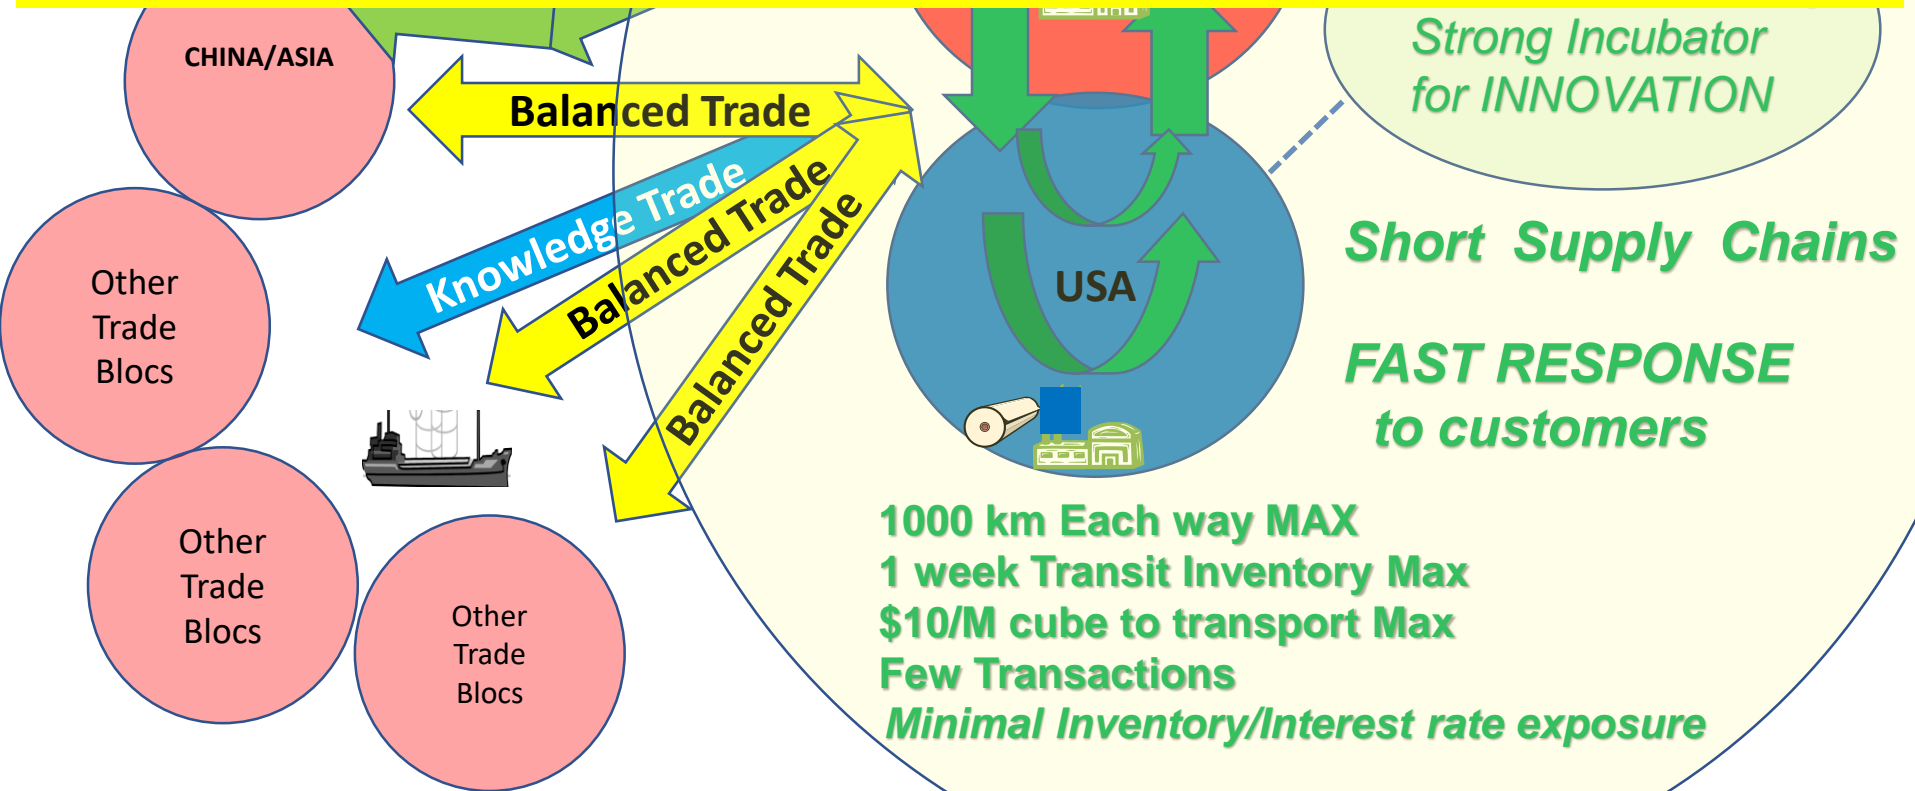 CHINA/ASIA
Balanced Trade
Knowledge Trade
Balanced Trade
Balanced Trade
Other
Trade
Blocs
Other
Trade
Blocs
Other
Trade
Blocs
USA
Strong Incubator
for INNOVATION
Short Supply Chains
FAST RESPONSE
to customers
1000 km Each way MAX
1 week Transit Inventory Max
$10/M cube to transport Max
Few Transactions
Minimal Inventory/Interest rate exposure